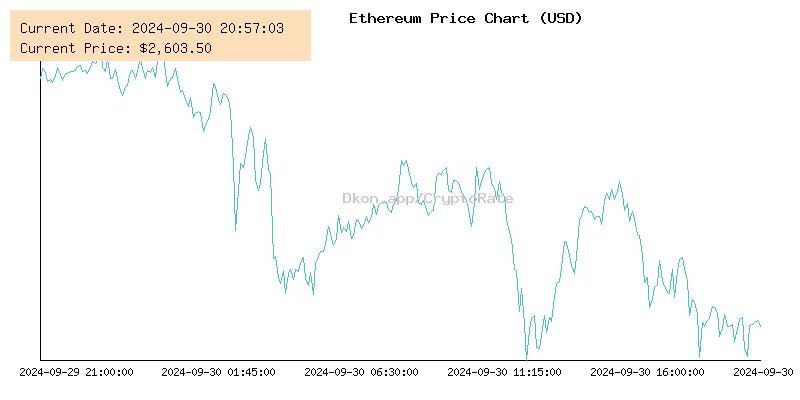 Ethereum Price Chart (USD)
Current Date: 2024-09-30 20:57:03
Current Price: $2,603.50
Dkon.app/CryptoRate
2024-09-29 21:00:00 2024-09-30 01:45:00 2024-09-30 06:30:00 2024-09-30 11:15:00 2024-09-30 16:00:00 2024-09-30